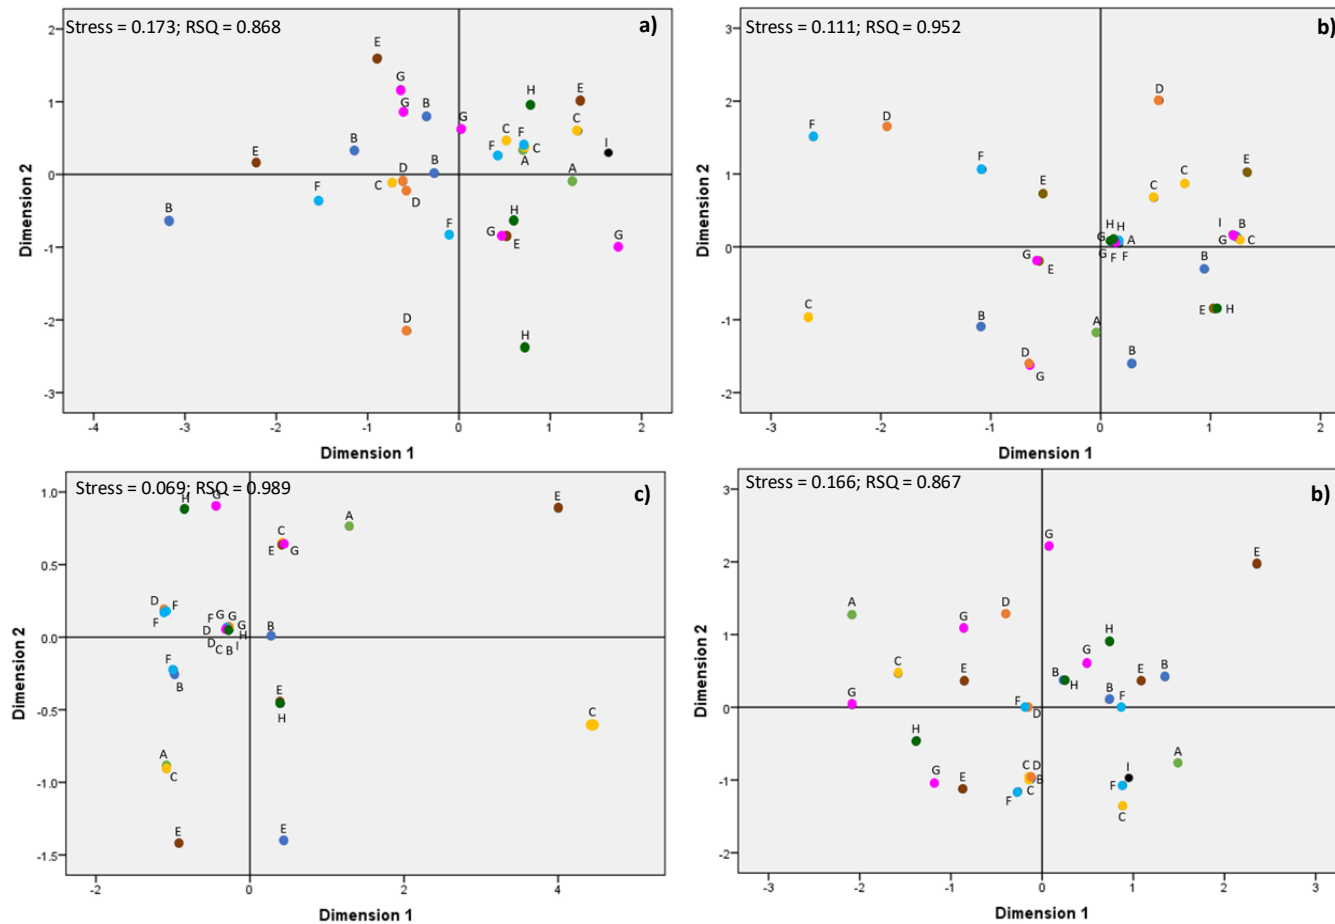 Stress = 0.173; RSQ = 0.868
a)
E
G
G
B
G
H
E
C
C
F
C
I
F
A
A
B
B
E
D
C
D
F
B
F
H
G
E
G
D
H
2
1
0
-1
-2
-3
-4
-3
-2
-1
0
1
2
Dimension 1
Dimension 2
Stress = 0.111; RSQ = 0.952
b)
D
D
F
F
E
E
C
C
H
H
I
B
G
A
G
C
G
F
F
G
E
B
C
B
A
E
H
D
G
B
3
2
1
0
-1
-2
-3
-2
-1
0
1
2
Dimension 1
Dimension 2
Stress = 0.069; RSQ = 0.989
c)
H
G
E
A
C
E
G
D
F
F
G
G
F
G
D
H
D
C
B
I
B
F
B
E
H
C
A
C
E
E
1.0
0.5
0.0
-0.5
-1.0
-1.5
-2
0
2
4
Dimension 1
Dimension 2
Stress = 0.166; RSQ = 0.867
b)
G
E
A
D
G
H
G
C
E
B
H
E
B
G
B
F
F
D
H
A
G
E
C
D
B
C
F
I
F
C
3
2
1
0
-1
-2
-3
-2
-1
0
1
2
3
Dimension 1
Dimension 2